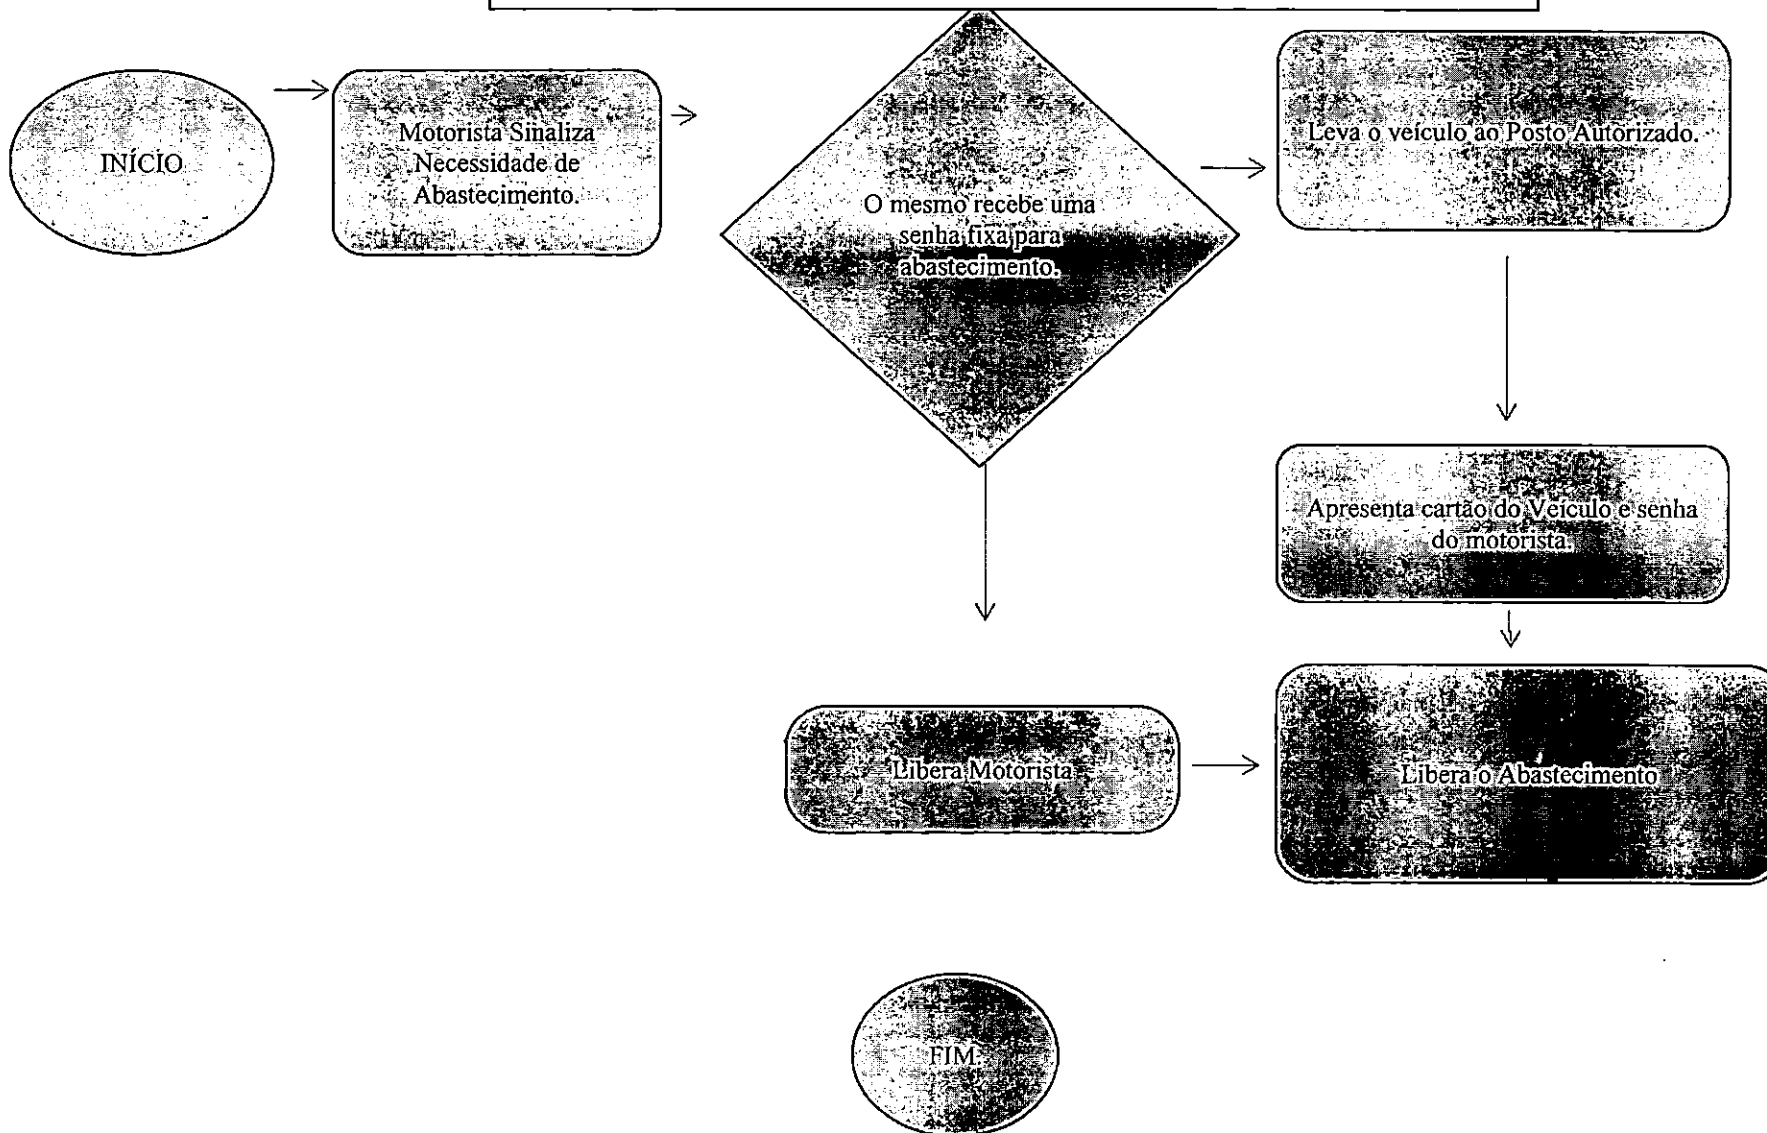 INÍCIO
Motorista Sinaliza
Necessidade de
Abastecimento.
O mesmo recebe uma
senha fixa para
abastecimento.
Leva o veículo ao Posto Autorizado.
Apresenta cartão do Veículo e senha
do motorista.
Libera Motorista
Libera o Abastecimento
FIM.